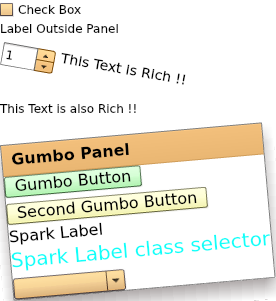 Check Box
Label Outside Panel
1
This Text is Rich !!
This Text is also Rich !!
Gumbo Panel
Gumbo Button
Second Gumbo Button
Spark Label
Spark Label class selector